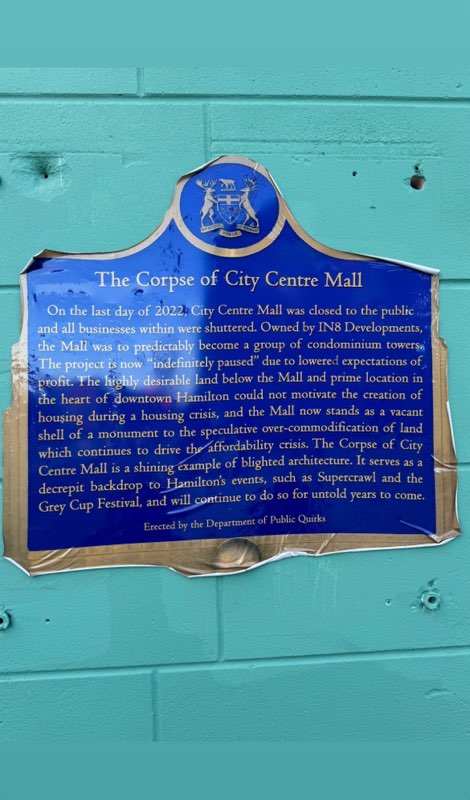 The Corpse of City Centre Mall
On the last day of 2022, City Centre Mall was closed to the public
and all businesses within were shuttered. Owned by IN8 Developments,
the Mall was to predictably become a group of condominium towers.
The project is now “indefinitely paused” due to lowered expectations of
profit. The highly desirable land below the Mall and prime location in
the heart of downtown Hamilton could not motivate the creation of
housing during a housing crisis, and the Mall now stands as a vacant
shell of a monument to the speculative over-commodification of land
which continues to drive the affordability crisis. The Corpse of City
Centre Mall is a shining example of blighted architecture. It serves as a
decrepit backdrop to Hamilton’s events, such as Supercrawl and the
Grey Cup Festival, and will continue to do so for untold years to come.
Erected by the Department of Public Quirks